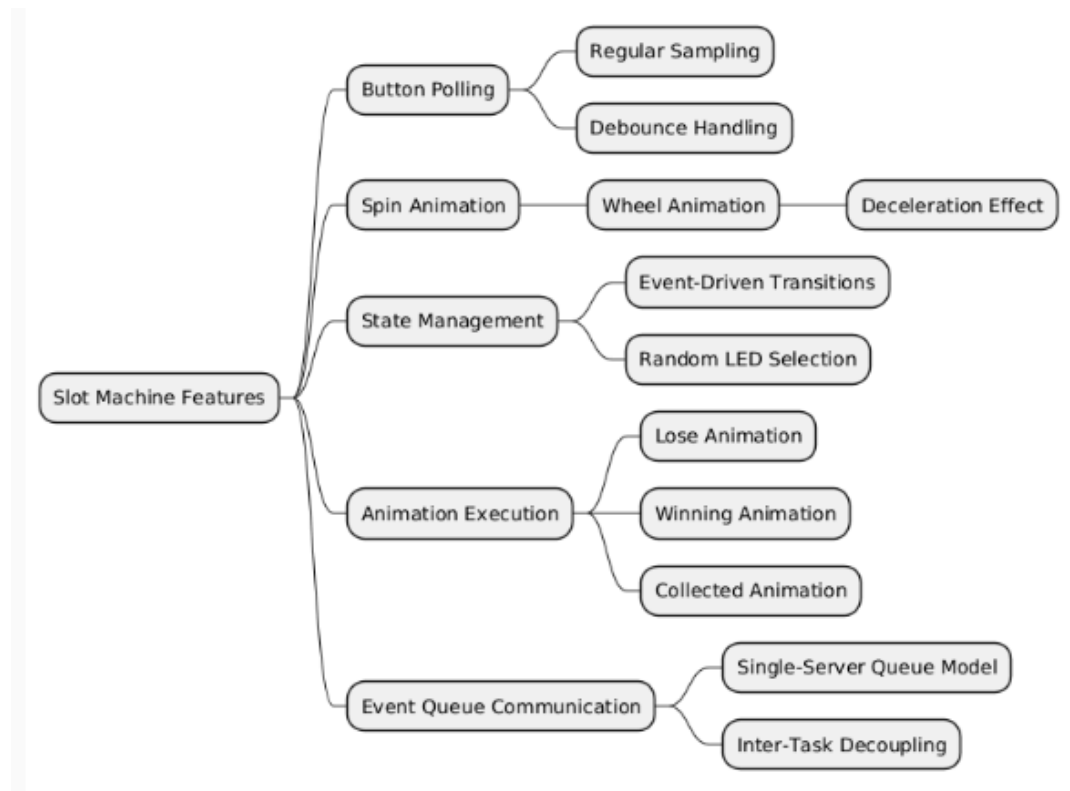 Regular Sampling
Button Polling
Debounce Handling
Spin Animation
Wheel Animation
Deceleration Effect
Event-Driven Transitions
State Management
Random LED Selection
Slot Machine Features
Lose Animation
Animation Execution
Winning Animation
Collected Animation
Single-Server Queue Model
Event Queue Communication
Inter-Task Decoupling